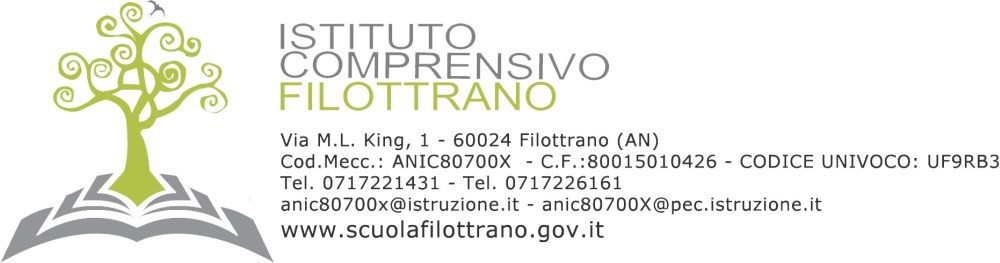 ISTITUTO
COMPRENSIVO
FILOTTRANO
Via M.L. King, 1 - 60024 Filottrano (AN)
Cod.Mecc.: ANIC80700X - C.F.:80015010426 - CODICE UNIVOCO: UF9RB3
Tel. 0717221431 - Tel. 0717226161
anic80700x@istruzione.it - anic80700X@pec.istruzione.it
www.scuolafilottrano.gov.it